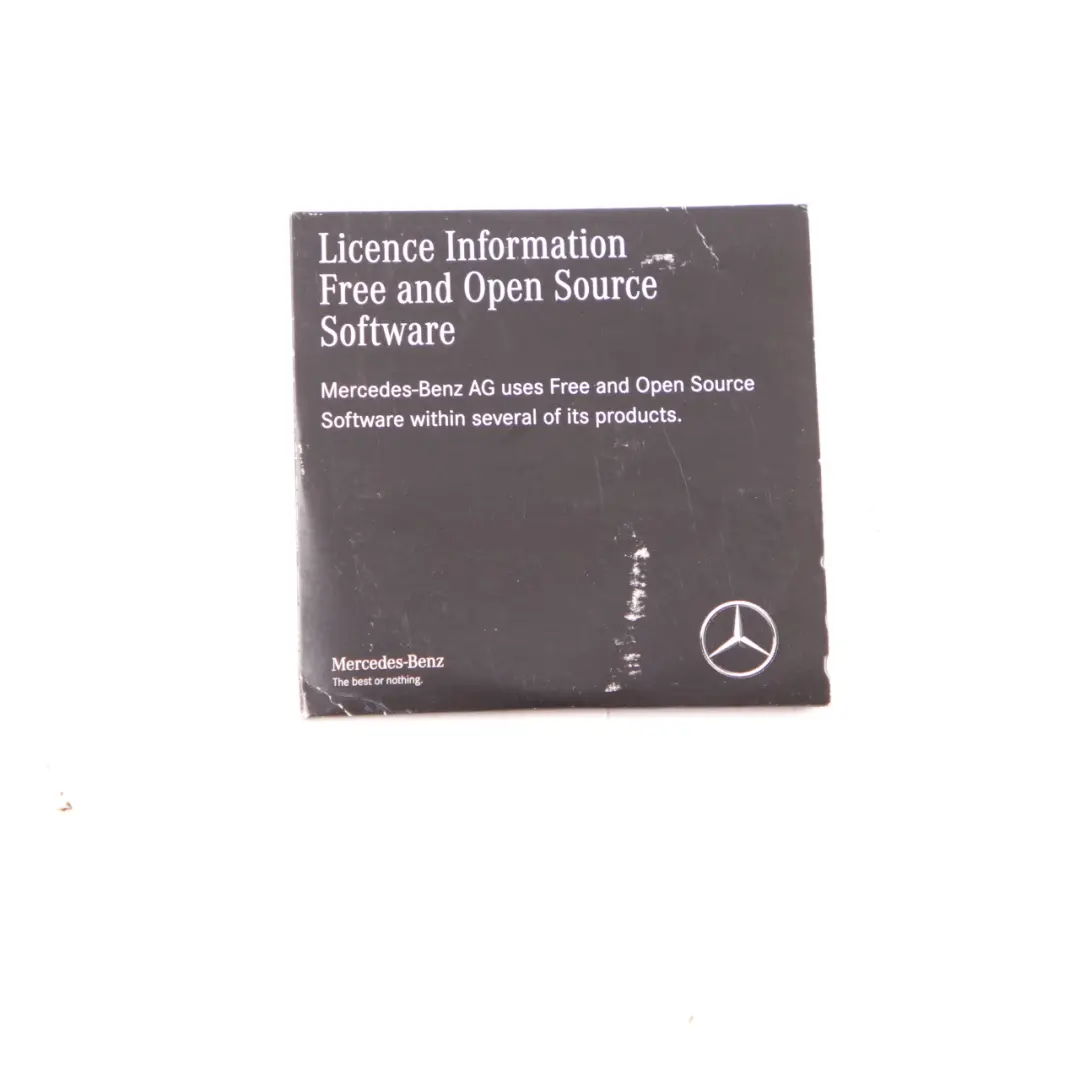 Licence Information
Free and Open Source
Software
Mercedes-Benz AG uses Free and Open Source
Software within several of its products.
Mercedes-Benz
The best or nothing.